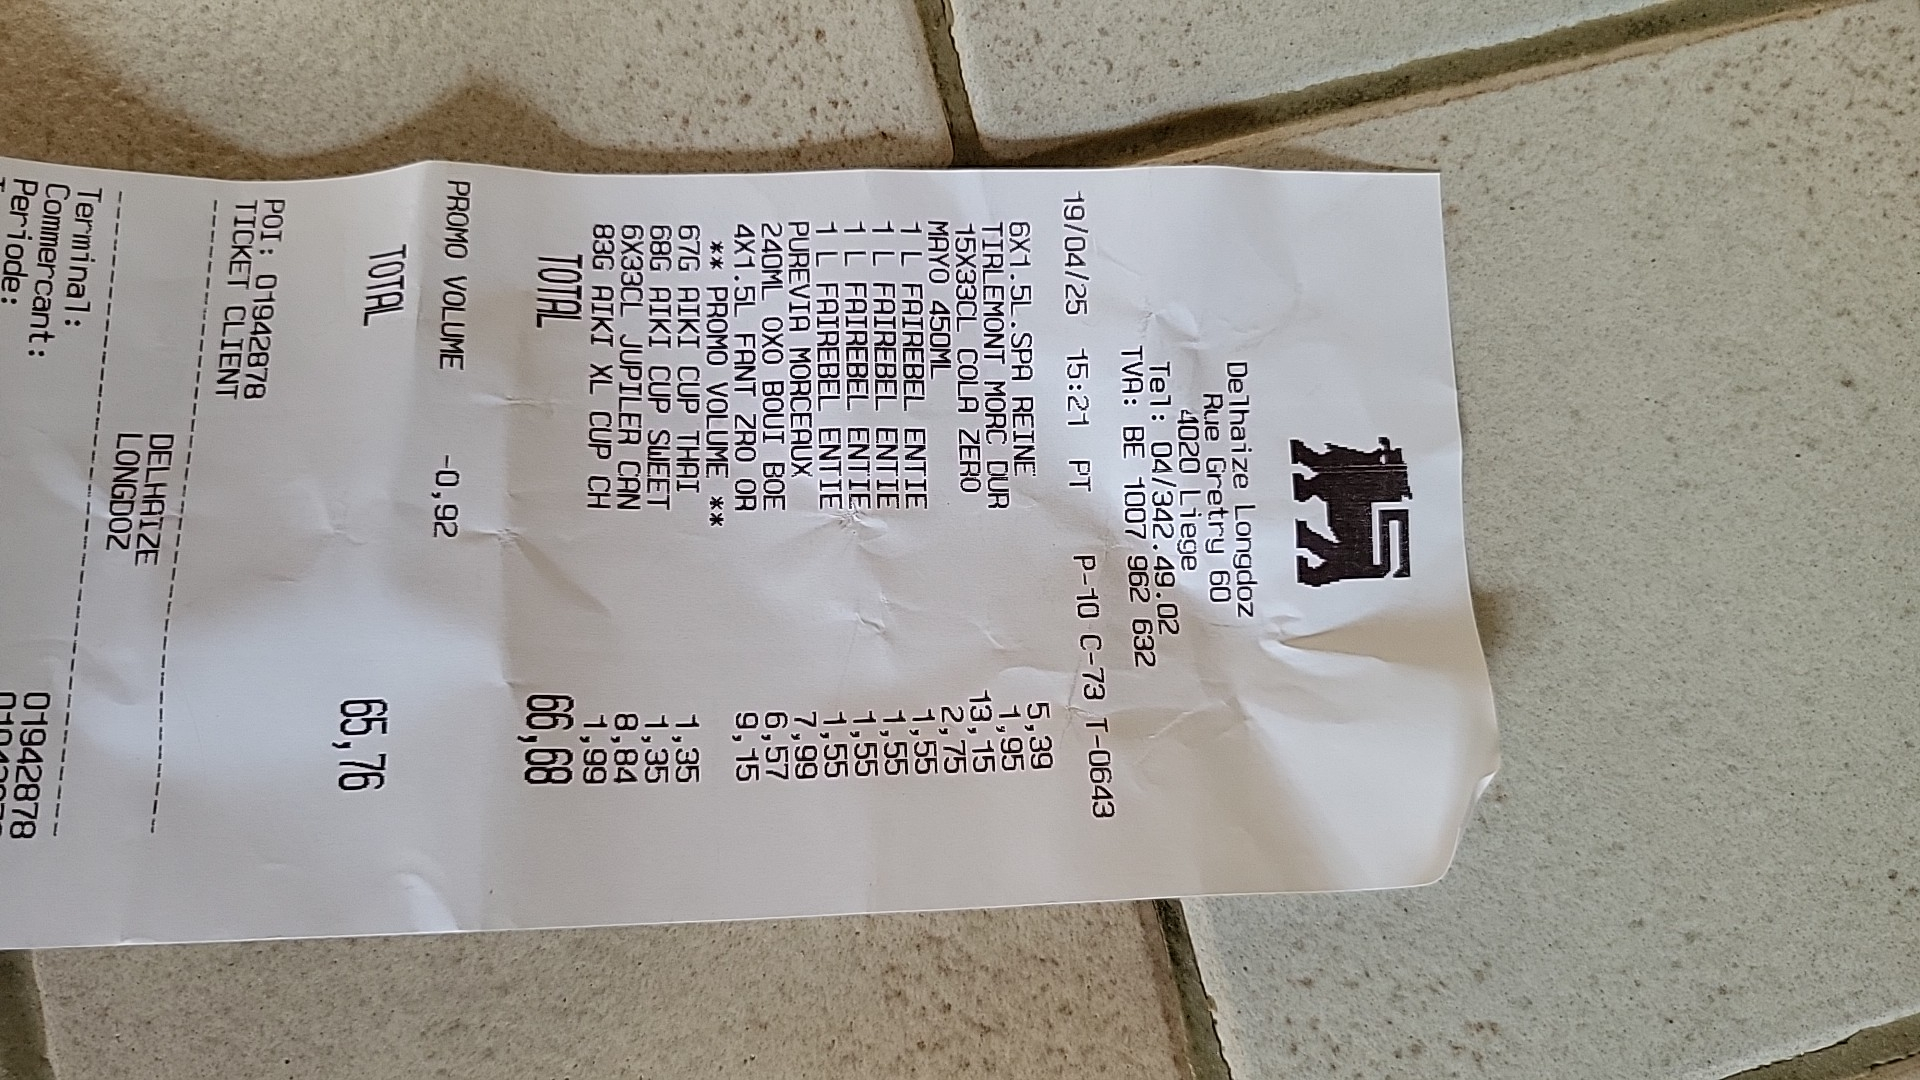 Delhaize Longdoz
Rue Gretry 60
4020 Liege
Tel: 04/342.49.02
TVA: BE 1007 962 632
19/04/25 15:21 PT P-10 C-73 T-0643
6X1.5L.SPA REINE 5,39
TIRLEMONT MORC DUR 1,95
15X33CL COLA ZERO 13,15
MAYO 450ML 2,75
1 L FAIREBEL ENTIE 1,55
1 L FAIREBEL ENTIE 1,55
1 L FAIREBEL ENTIE 1,55
1 L FAIREBEL ENTIE 1,55
PUREVIA MORCEAUX 7,99
240ML OXO BOUI BOE 6,57
4X1.5L FANT ZRO OR 9,15
** PROMO VOLUME **
67G AIKI CUP THAI 1,35
68G AIKI CUP SWEET 1,35
6X33CL JUPILER CAN 8,84
83G AIKI XL CUP CH 1,99
TOTAL 66,68
PROMO VOLUME -0,92
TOTAL 65,76
POI: 01942878
TICKET CLIENT
DELHAIZE
LONGDOZ
Terminal: 01942878
Commercant:
Periode: